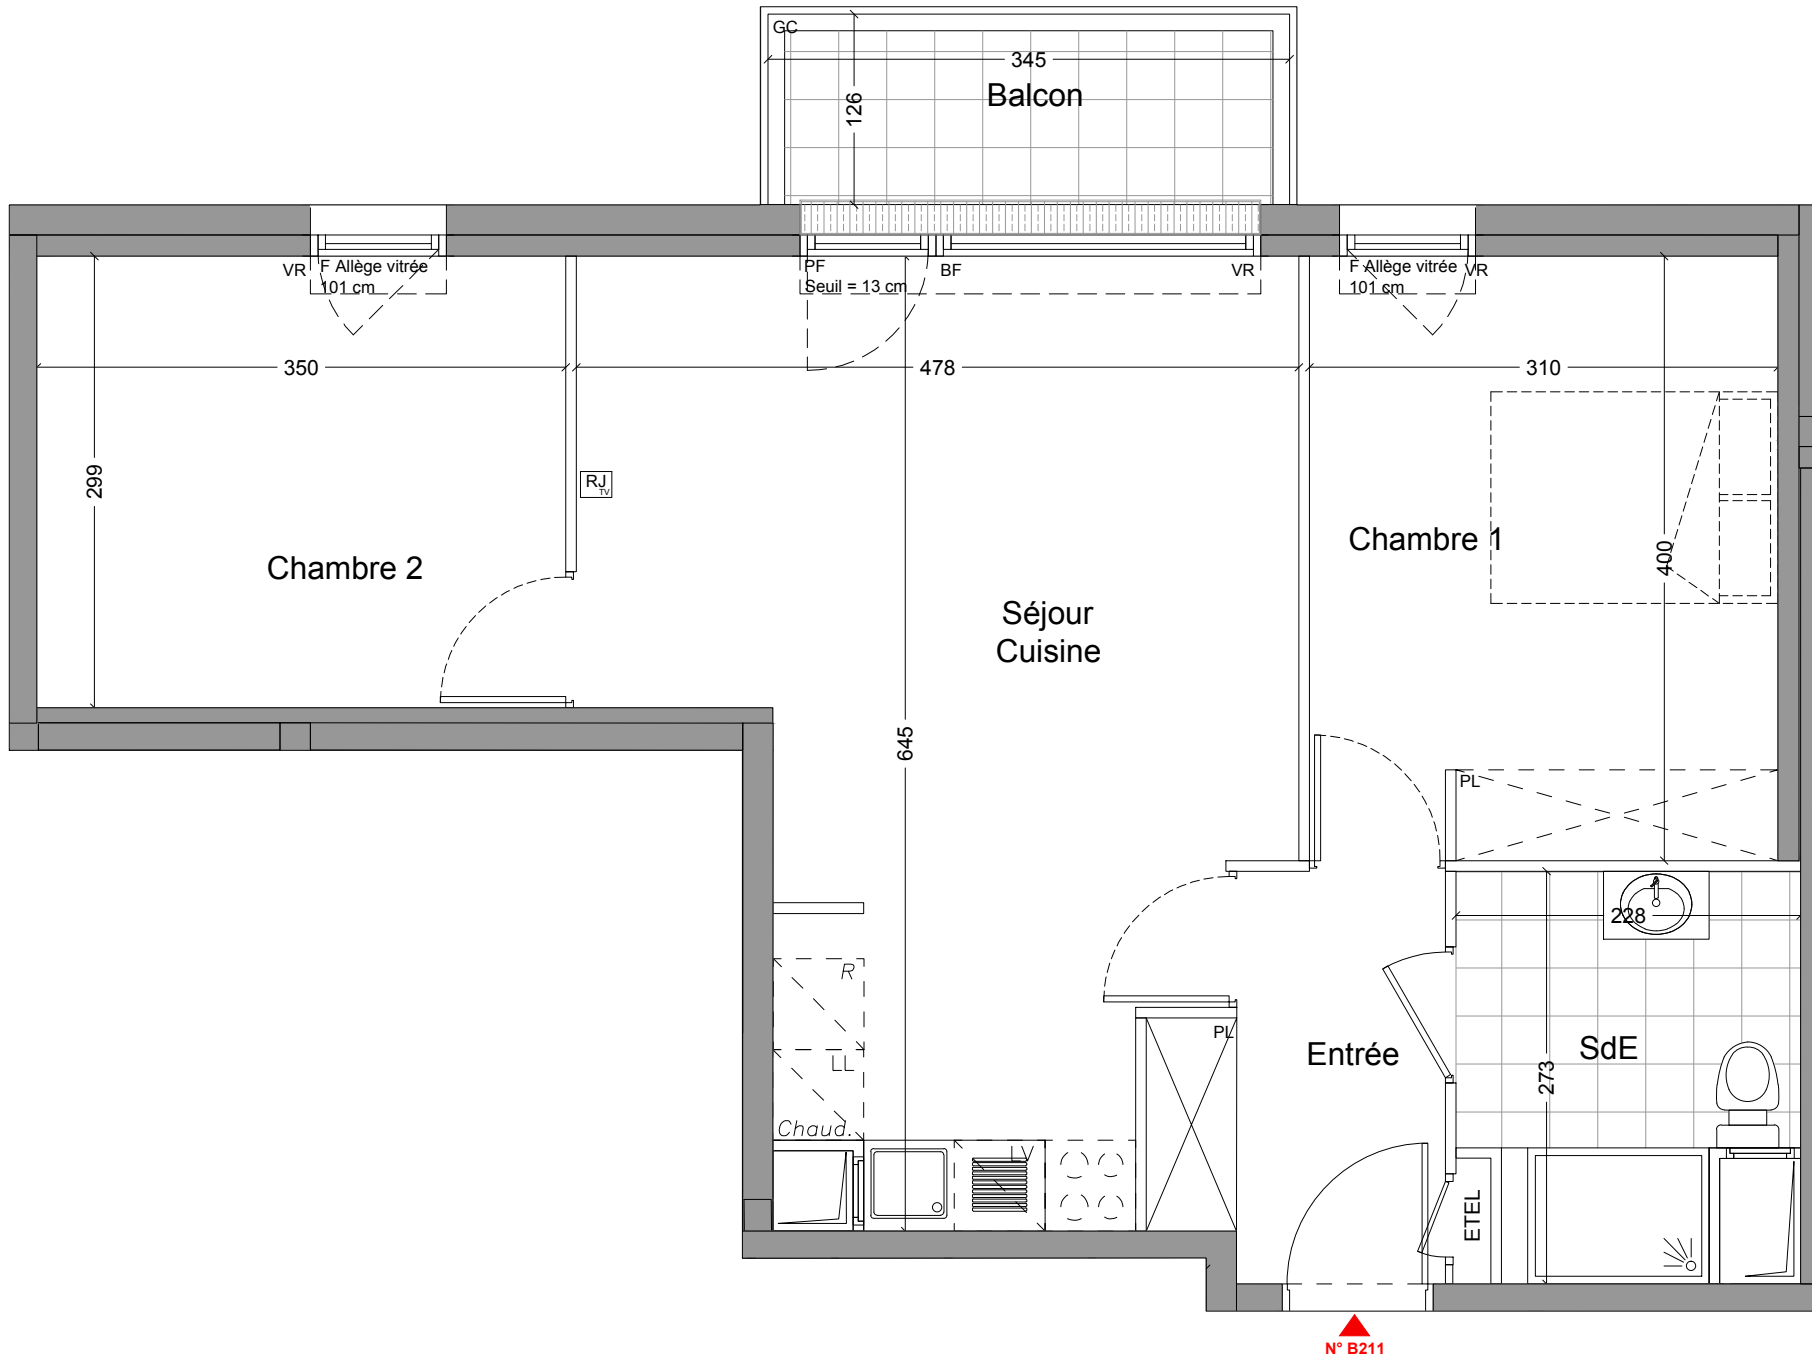 GC
345
126
Balcon
VR
F Allège vitrée
101 cm
PF
Seuil = 13 cm
BF
VR
F Allège vitrée
101 cm
VR
350
478
310
299
RJ
TV
Chambre 2
Chambre 1
400
Séjour
Cuisine
645
PL
228
R
LL
Chaud.
LV
PL
Entrée
SdE
273
ETEL
N° B211